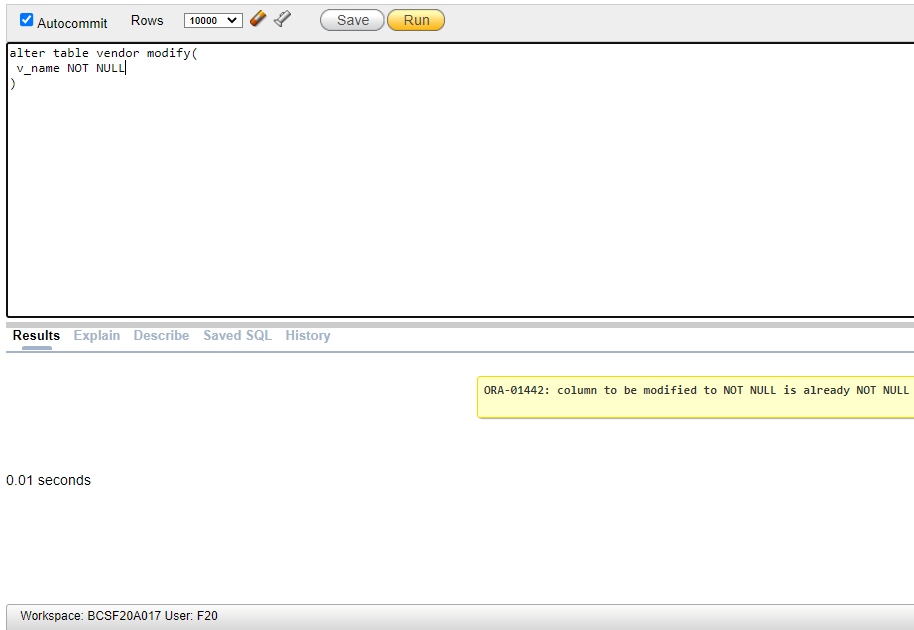 Autocommit Rows 10000 Save Run
alter table vendor modify(
v_name NOT NULL
)
Results Explain Describe Saved SQL History
ORA-01442: column to be modified to NOT NULL is already NOT NULL
0.01 seconds
Workspace: BCSF20A017 User: F20